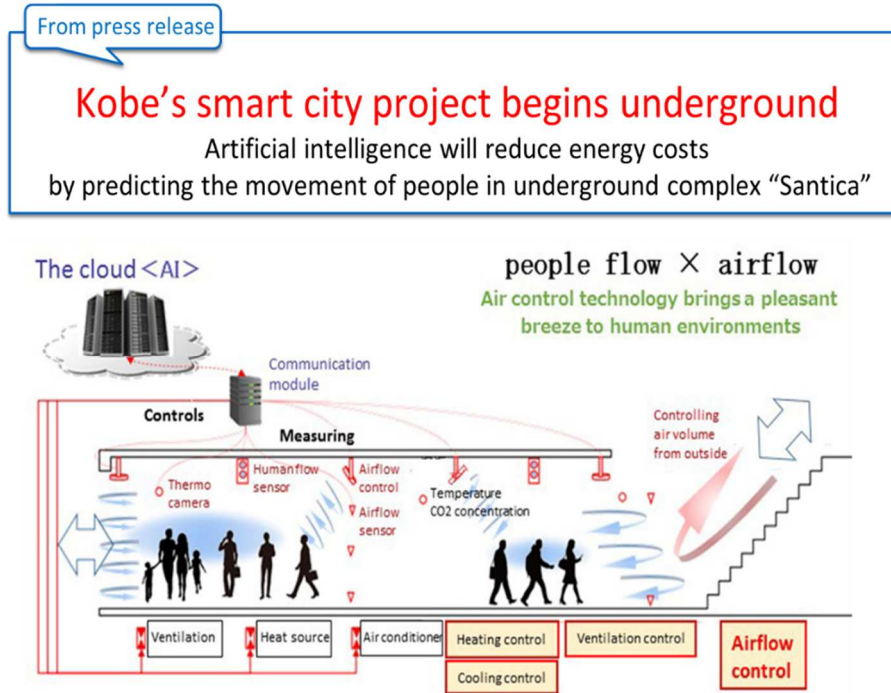 From press release
Kobe's smart city project begins underground
Artificial intelligence will reduce energy costs
by predicting the movement of people in underground complex “Santica”
The cloud <AI>
people flow × airflow
Air control technology brings a pleasant
breeze to human environments
Communication
module
Controls
Measuring
Controlling
air volume
from outside
Thermo
camera
Human flow
sensor
Airflow
control
Airflow
sensor
Temperature
CO2 concentration
Ventilation
Heat source
Air conditioner
Heating control
Ventilation control
Cooling control
Airflow
control